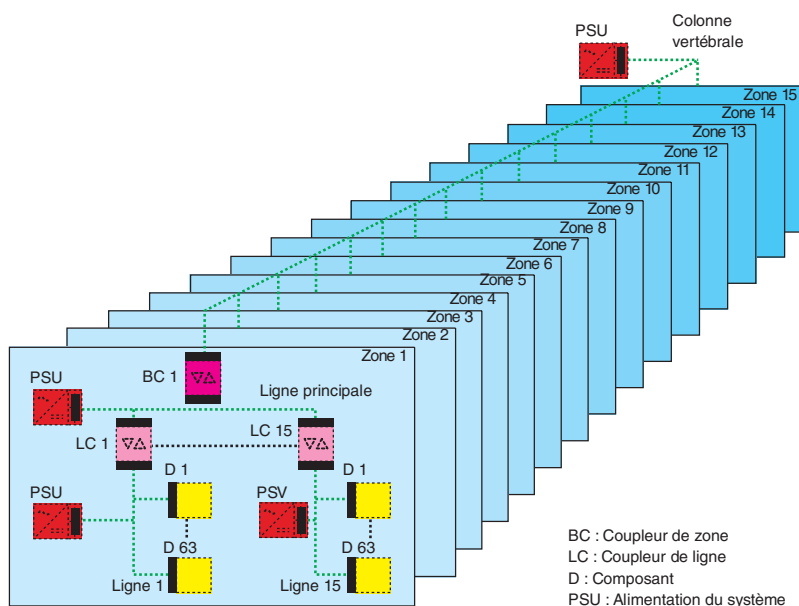 PSU
Colonne
vertébrale
Zone 15
Zone 14
Zone 13
Zone 12
Zone 11
Zone 10
Zone 9
Zone 8
Zone 7
Zone 6
Zone 5
Zone 4
Zone 3
Zone 2
Zone 1
PSU
BC 1
Ligne principale
LC 1
LC 15
PSU
D 1
PSV
D 1
D 63
D 63
Ligne 1
Ligne 15
BC : Coupleur de zone
LC : Coupleur de ligne
D : Composant
PSU : Alimentation du système